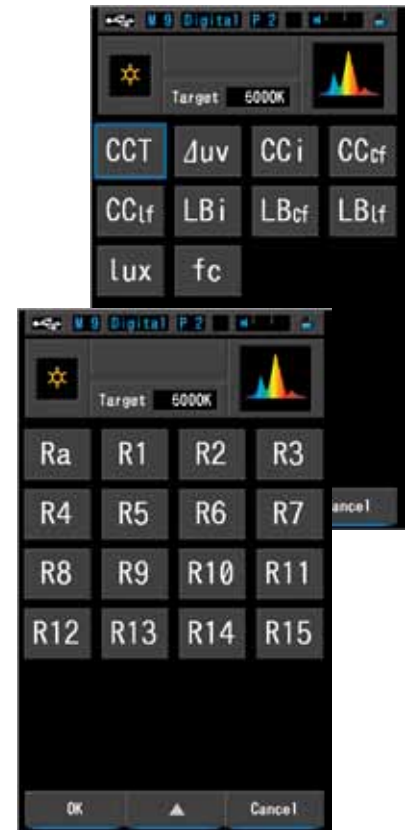 M 9 Digital P 2
Target 6000K
CCT ⊿uv CCi CCcf
CClf LBi LBcf LBlf
lux fc
ancel
M 9 Digital P 2
Target 6000K
Ra R1 R2 R3
R4 R5 R6 R7
R8 R9 R10 R11
R12 R13 R14 R15
OK ▲ Cancel